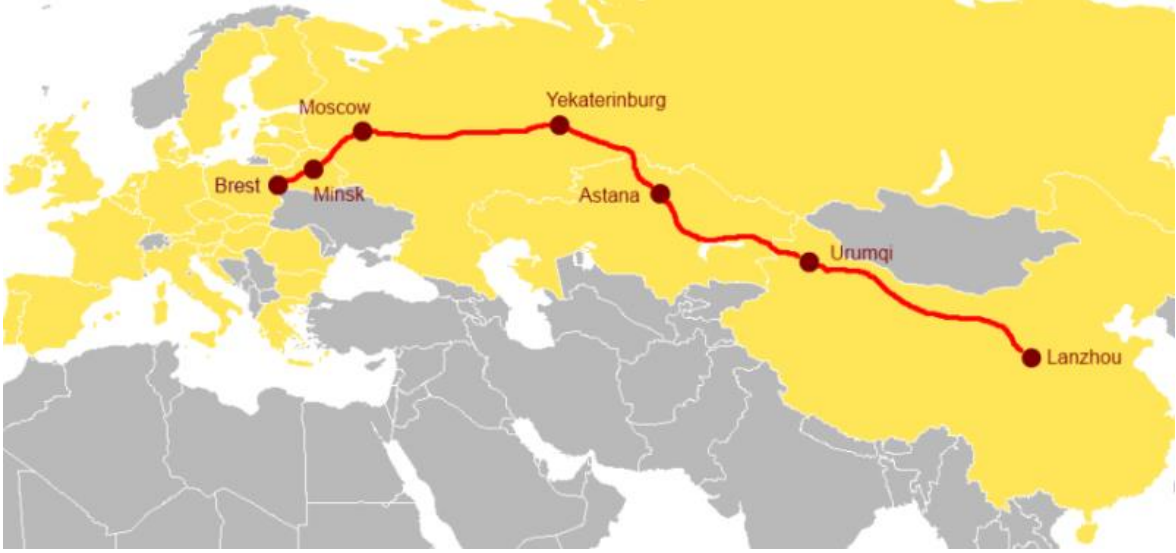 Moscow
Yekaterinburg
Brest
Minsk
Astana
Urumqi
Lanzhou